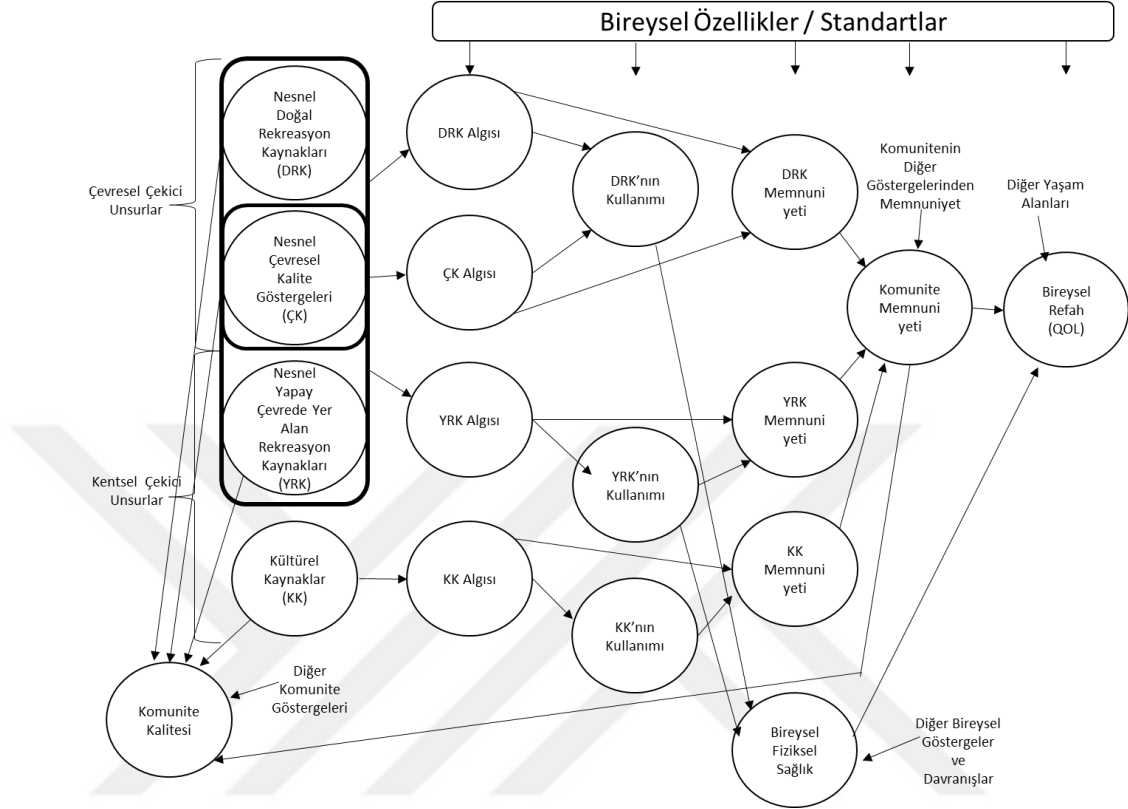 Bireysel Özellikler / Standartlar
Çevresel Çekici
Unsurlar
Kentsel Çekici
Unsurlar
Nesnel
Doğal
Rekreasyon
Kaynakları
(DRK)
Nesnel
Çevresel
Kalite
Göstergeleri
(ÇK)
Nesnel
Yapay
Çevrede Yer
Alan
Rekreasyon
Kaynakları
(YRK)
Kültürel
Kaynaklar
(KK)
Komunite
Kalitesi
Diğer
Komunite
Göstergeleri
DRK Algısı
ÇK Algısı
YRK Algısı
KK Algısı
DRK'nın
Kullanımı
YRK'nın
Kullanımı
KK'nın
Kullanımı
DRK
Memnuni
yeti
YRK
Memnuni
yeti
KK
Memnuni
yeti
Bireysel
Fiziksel
Sağlık
Komunitenin
Diğer
Göstergelerinden
Memnuniyet
Komunite
Memnuni
yeti
Diğer Yaşam
Alanları
Bireysel
Refah
(QOL)
Diğer Bireysel
Göstergeler
ve
Davranışlar